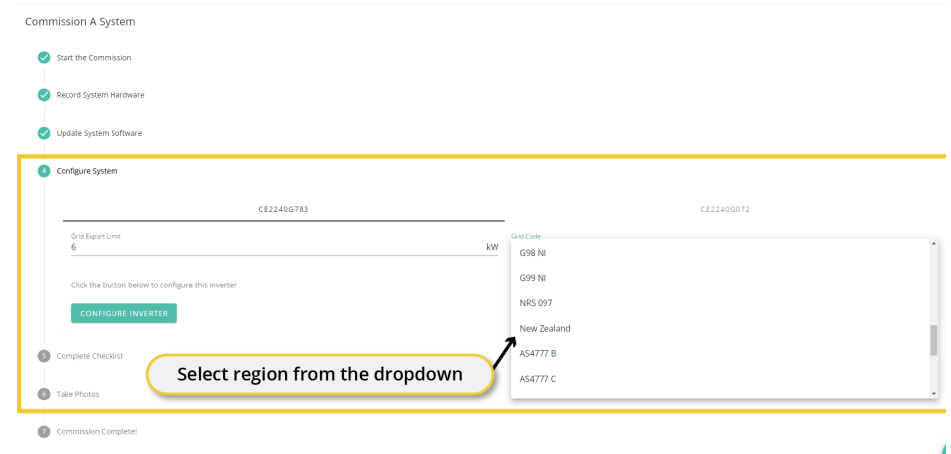 Commission A System
Start the Commission
Record System Hardware
Update System Software
4 Configure System
CE2240G783 CE2240G072
Grid Export Limit Grid Code
6 kW
G98 NI
G99 NI
Click the button below to configure this inverter
NRS 097
CONFIGURE INVERTER
New Zealand
AS4777 B
5 Complete Checklist
Select region from the dropdown
AS4777 C
6 Take Photos
7 Commission Complete!